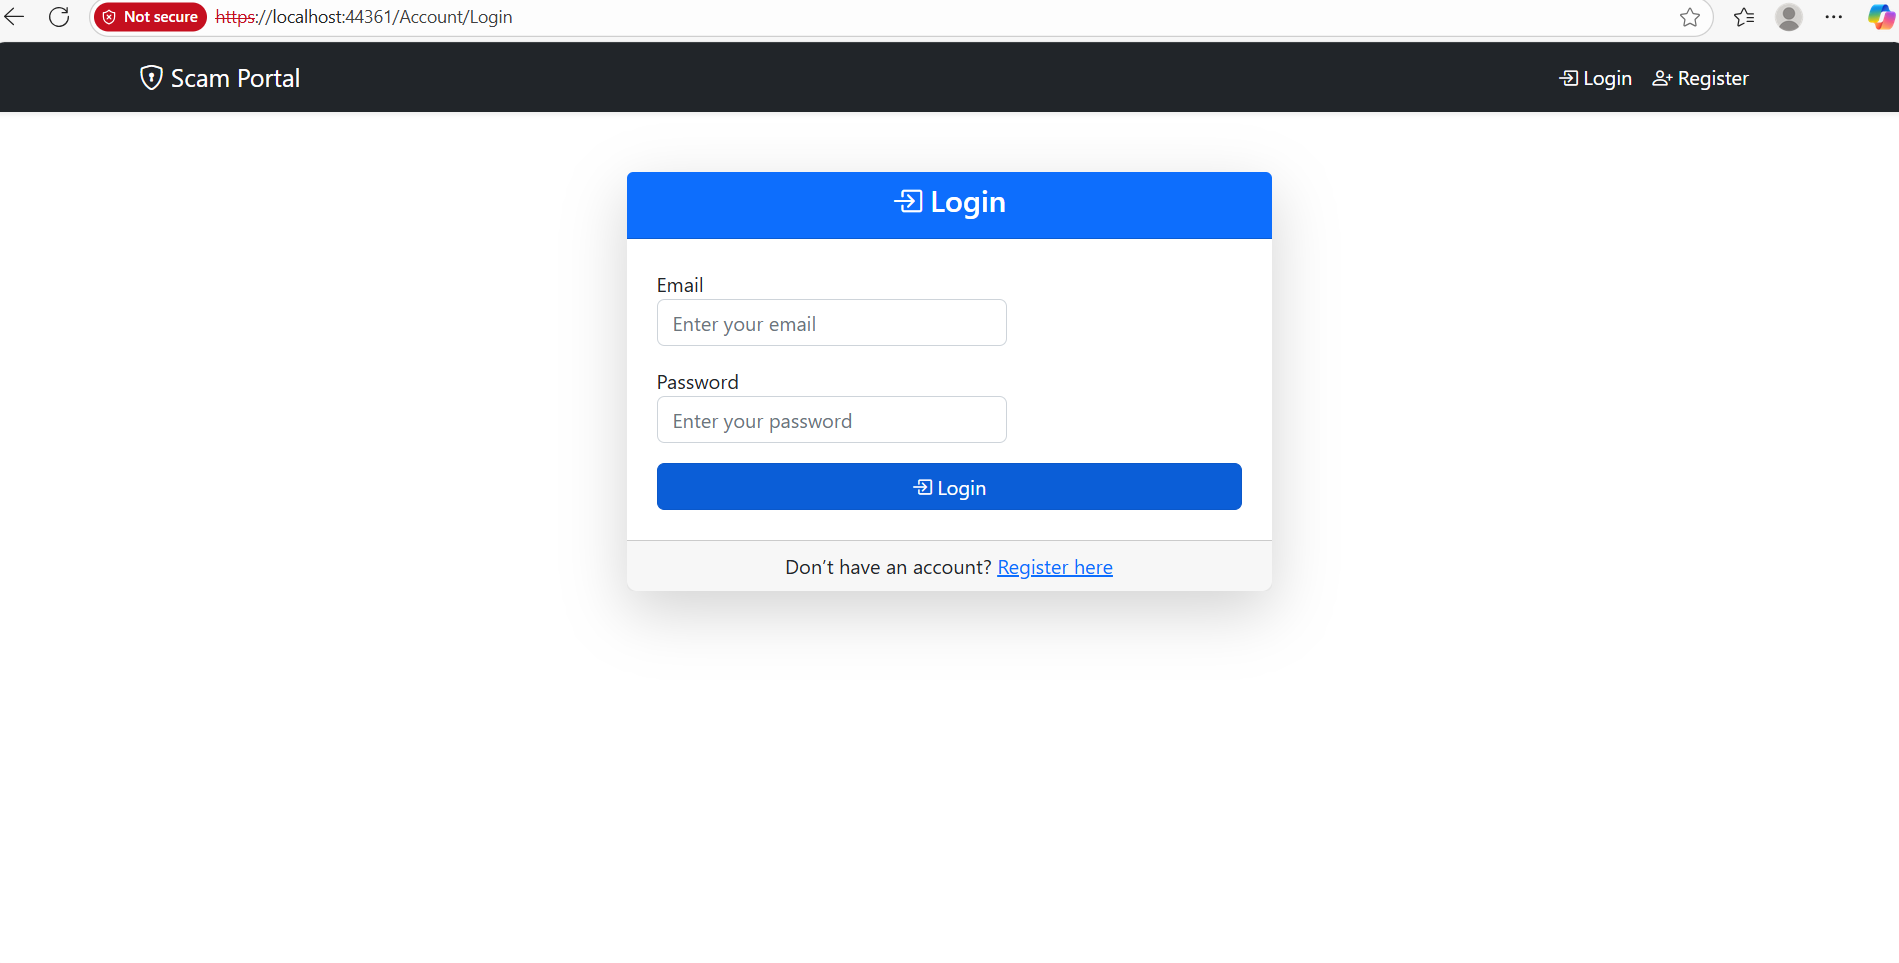 Not secure https://localhost:44361/Account/Login
Scam Portal Login Register
Login
Email
Enter your email
Password
Enter your password
Login
Don’t have an account? Register here